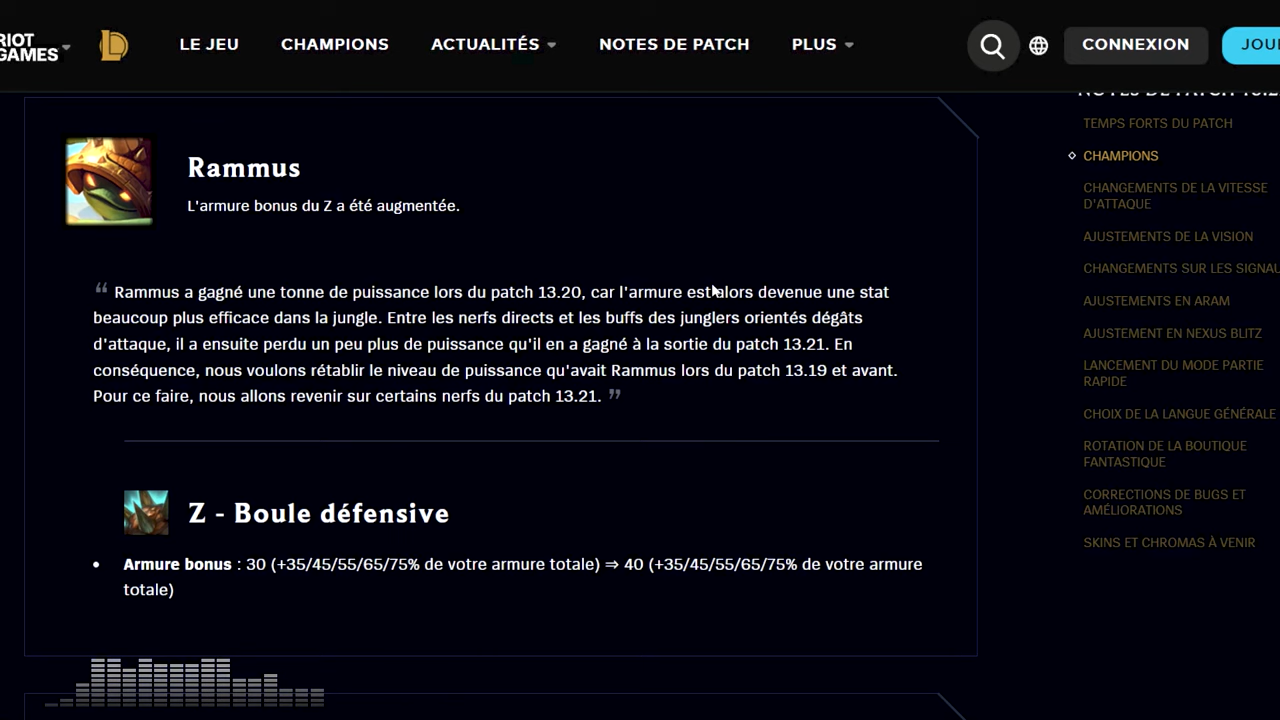 RIOT
GAMES
LE JEU
CHAMPIONS
ACTUALITÉS
NOTES DE PATCH
PLUS
CONNEXION
TEMPS FORTS DU PATCH
CHAMPIONS
CHANGEMENTS DE LA VITESSE
D'ATTAQUE
AJUSTEMENTS DE LA VISION
CHANGEMENTS SUR LES
AJUSTEMENTS EN ARAM
AJUSTEMENT EN NEXUS BLITZ
LANCEMENT DU MODE PARTIE
RAPIDE
CHOIX DE LA LANGUE GÉNÉRALE
ROTATION DE LA BOUTIQUE
FANTASTIQUE
CORRECTIONS DE BUGS ET
AMÉLIORATIONS
SKINS ET CHROMAS À VENIR
Rammus
L'armure bonus du Z a été augmentée.
“ Rammus a gagné une tonne de puissance lors du patch 13.20, car l'armure est alors devenue une stat
beaucoup plus efficace dans la jungle. Entre les nerfs directs et les buffs des junglers orientés dégâts
d'attaque, il a ensuite perdu un peu plus de puissance qu'il en a gagné à la sortie du patch 13.21. En
conséquence, nous voulons rétablir le niveau de puissance qu'avait Rammus lors du patch 13.19 et avant.
Pour ce faire, nous allons revenir sur certains nerfs du patch 13.21. ”
Z - Boule défensive
• Armure bonus : 30 (+35/45/55/65/75% de votre armure totale) ⇒ 40 (+35/45/55/65/75% de votre armure
totale)